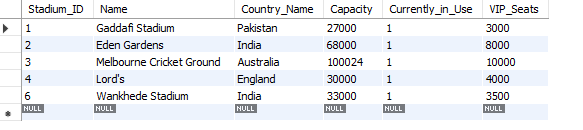 Stadium_ID Name Country_Name Capacity Currently_in_Use VIP_Seats
1 Gaddafi Stadium Pakistan 27000 1 3000
2 Eden Gardens India 68000 1 8000
3 Melbourne Cricket Ground Australia 100024 1 10000
4 Lord's England 30000 1 4000
6 Wankhede Stadium India 33000 1 3500
NULL NULL NULL NULL NULL NULL